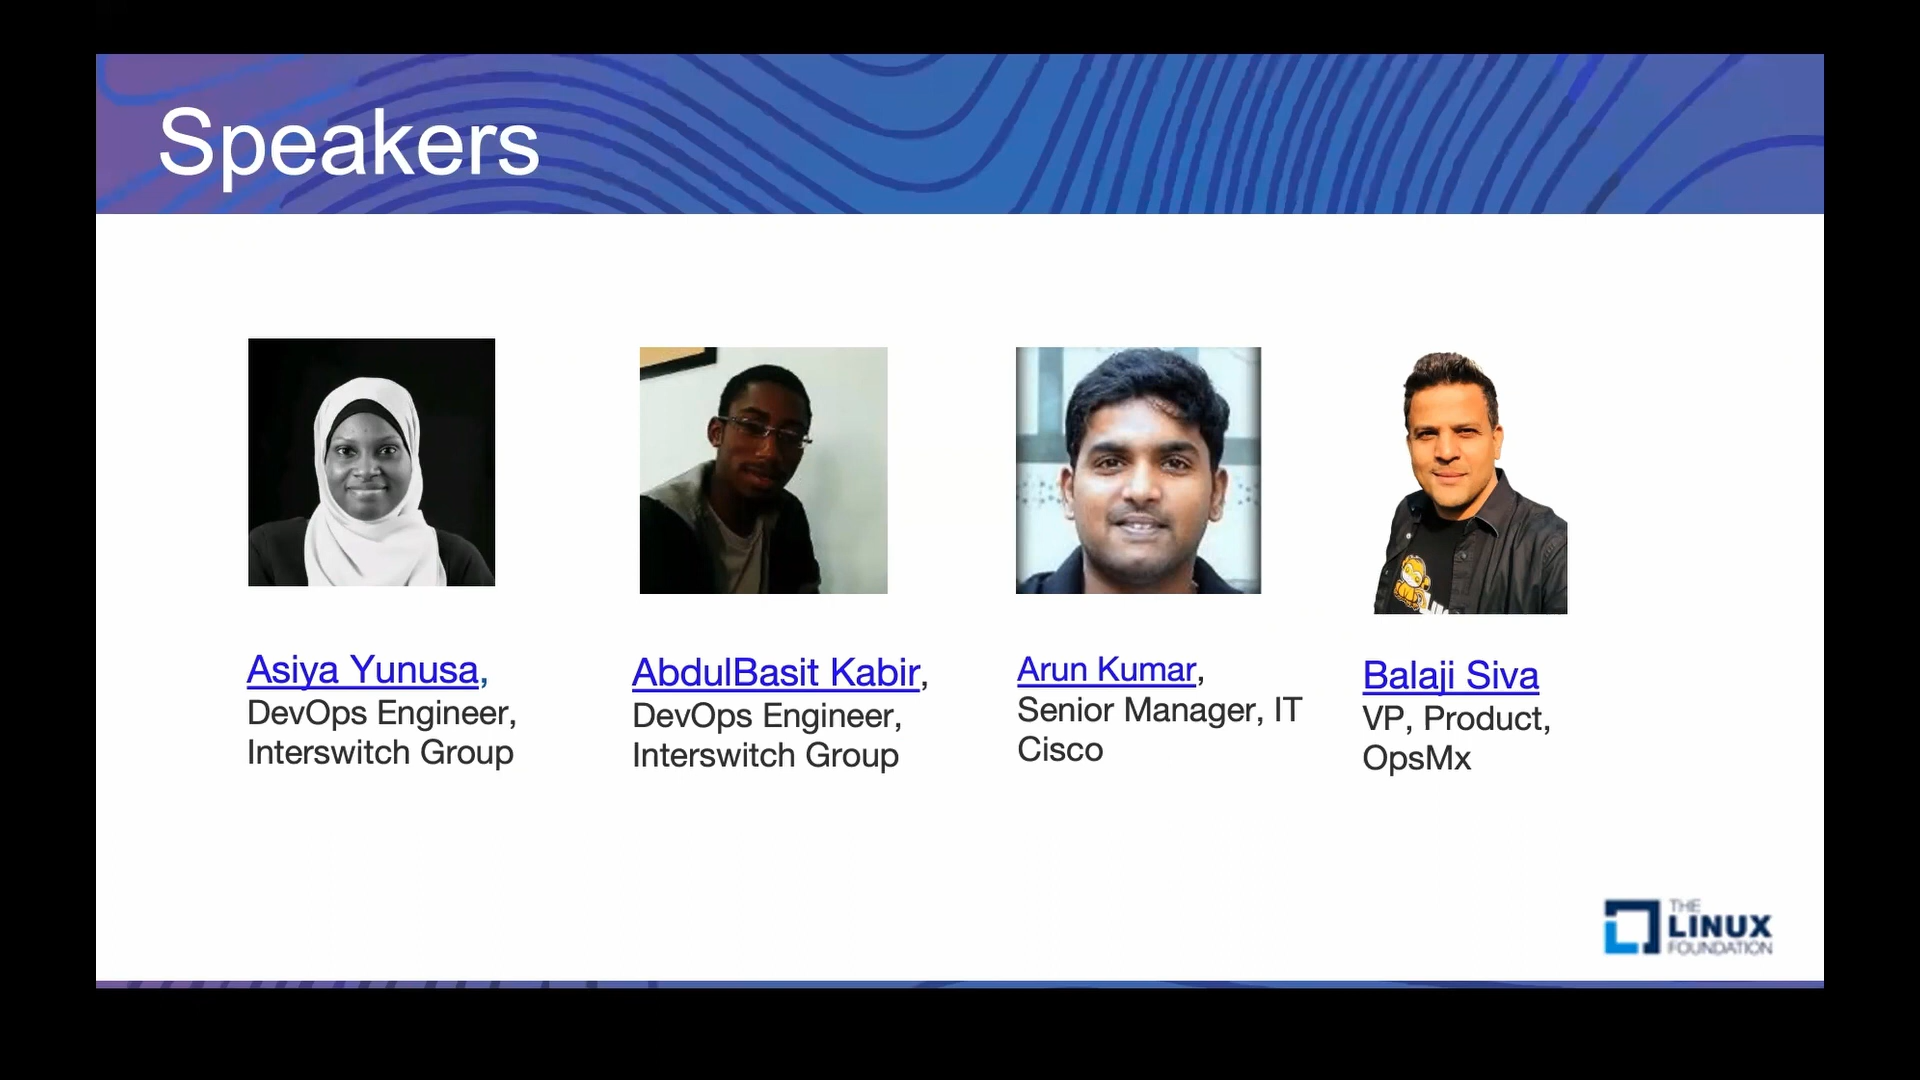 Speakers
Asiya Yunusa,
DevOps Engineer,
Interswitch Group
AbdulBasit Kabir,
DevOps Engineer,
Interswitch Group
Arun Kumar,
Senior Manager, IT
Cisco
Balaji Siva
VP, Product,
OpsMx
THE
LINUX
FOUNDATION